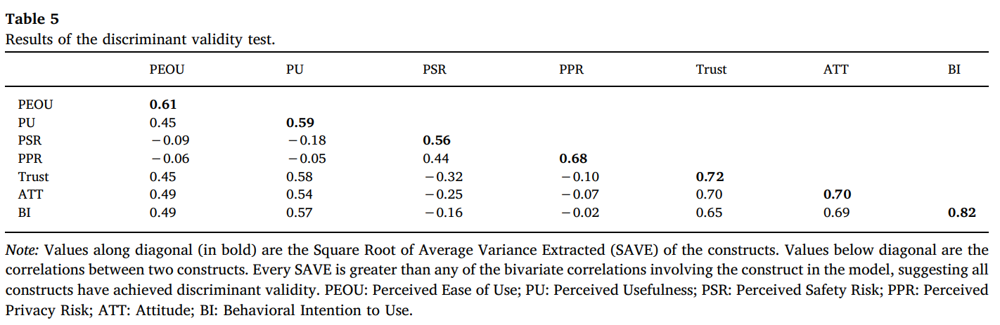 Table 5
Results of the discriminant validity test.
PEOU PU PSR PPR Trust ATT BI
PEOU 0.61
PU 0.45 0.59
PSR −0.09 −0.18 0.56
PPR −0.06 −0.05 0.44 0.68
Trust 0.45 0.58 −0.32 −0.10 0.72
ATT 0.49 0.54 −0.25 −0.07 0.70 0.70
BI 0.49 0.57 −0.16 −0.02 0.65 0.69 0.82
Note: Values along diagonal (in bold) are the Square Root of Average Variance Extracted (SAVE) of the constructs. Values below diagonal are the
correlations between two constructs. Every SAVE is greater than any of the bivariate correlations involving the construct in the model, suggesting all
constructs have achieved discriminant validity. PEOU: Perceived Ease of Use; PU: Perceived Usefulness; PSR: Perceived Safety Risk; PPR: Perceived
Privacy Risk; ATT: Attitude; BI: Behavioral Intention to Use.